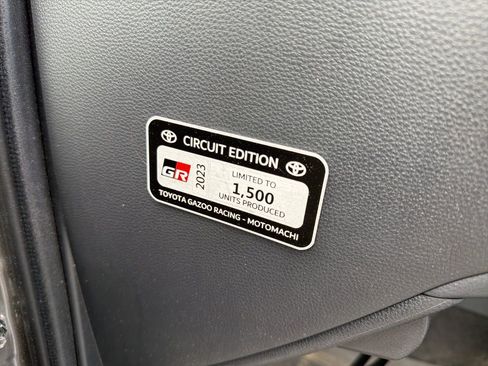 CIRCUIT EDITION
GR
2023
LIMITED TO
1,500
UNITS PRODUCED
TOYOTA GAZOO RACING - MOTOMACHI